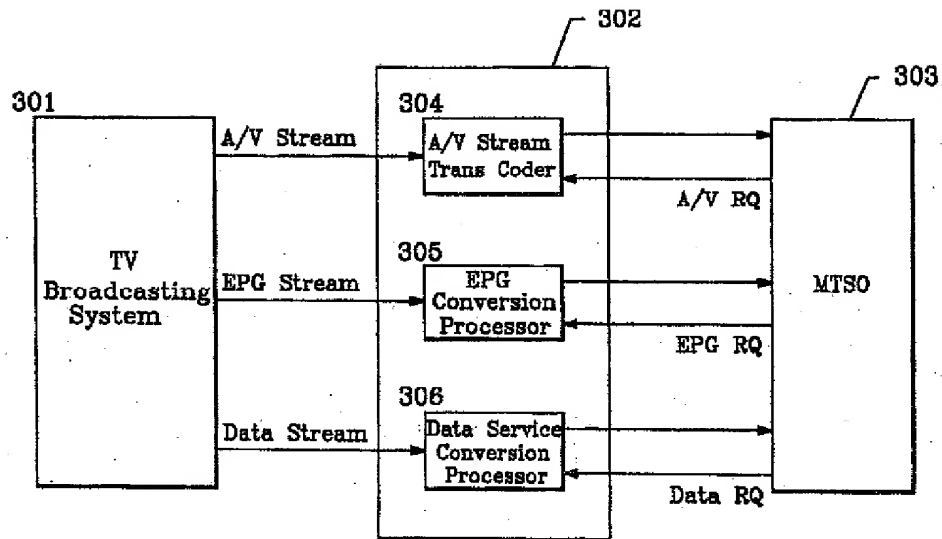 302
303
301
304
A/V Stream
A/V Stream
Trans Coder
A/V RQ
305
TV
Broadcasting
System
EPG Stream
EPG
Conversion
Processor
MTSO
EPG RQ
306
Data Stream
Data Service
Conversion
Processor
Data RQ